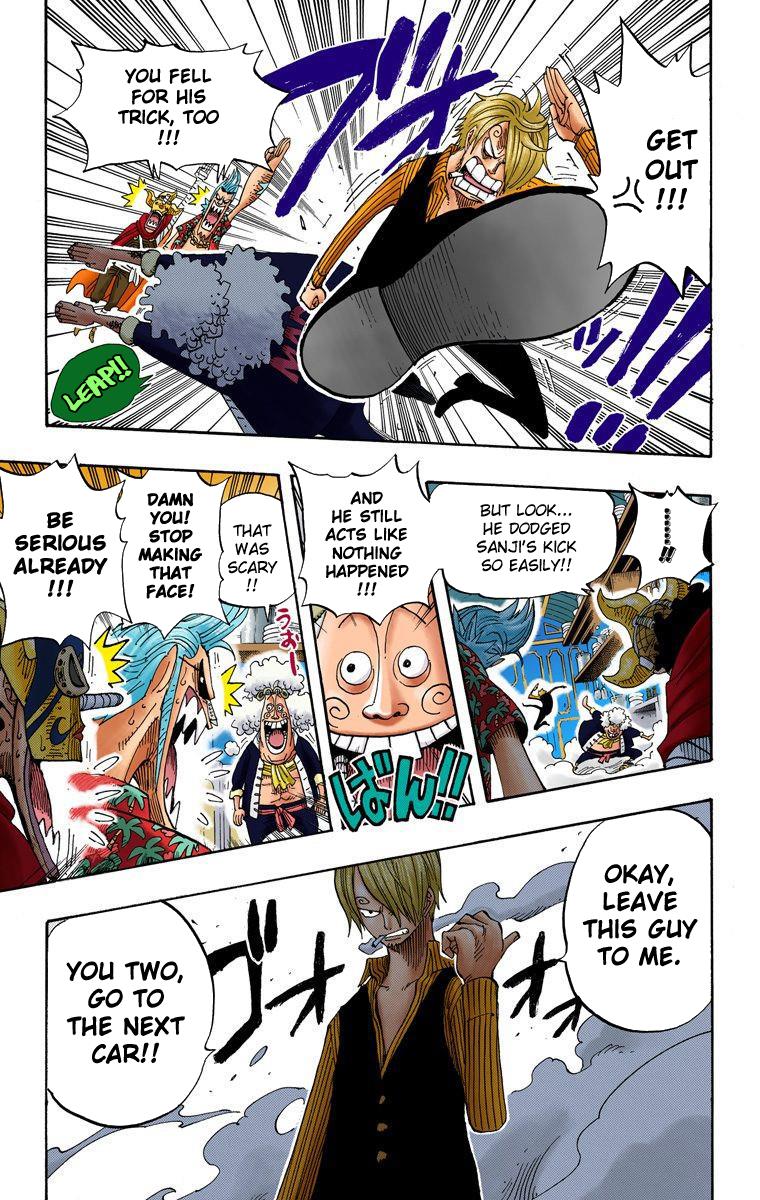 GET
OUT
!!!
ブオ
!!!!
YOU FELL
FOR HIS
TRICK, TOO
!!!
LEAP!!
......!!
BUT LOOK...
HE DODGED
SANJI'S KICK
SO EASILY!!
AND
HE STILL
ACTS LIKE
NOTHING
HAPPENED
!!!
ばん!!
THAT
WAS
SCARY
!!
うおー
DAMN
YOU! STOP
MAKING
THAT
FACE!
BE
SERIOUS
ALREADY
!!!
OKAY,
LEAVE
THIS GUY
TO ME.
ゴオオオ
YOU TWO,
GO TO
THE NEXT
CAR!!